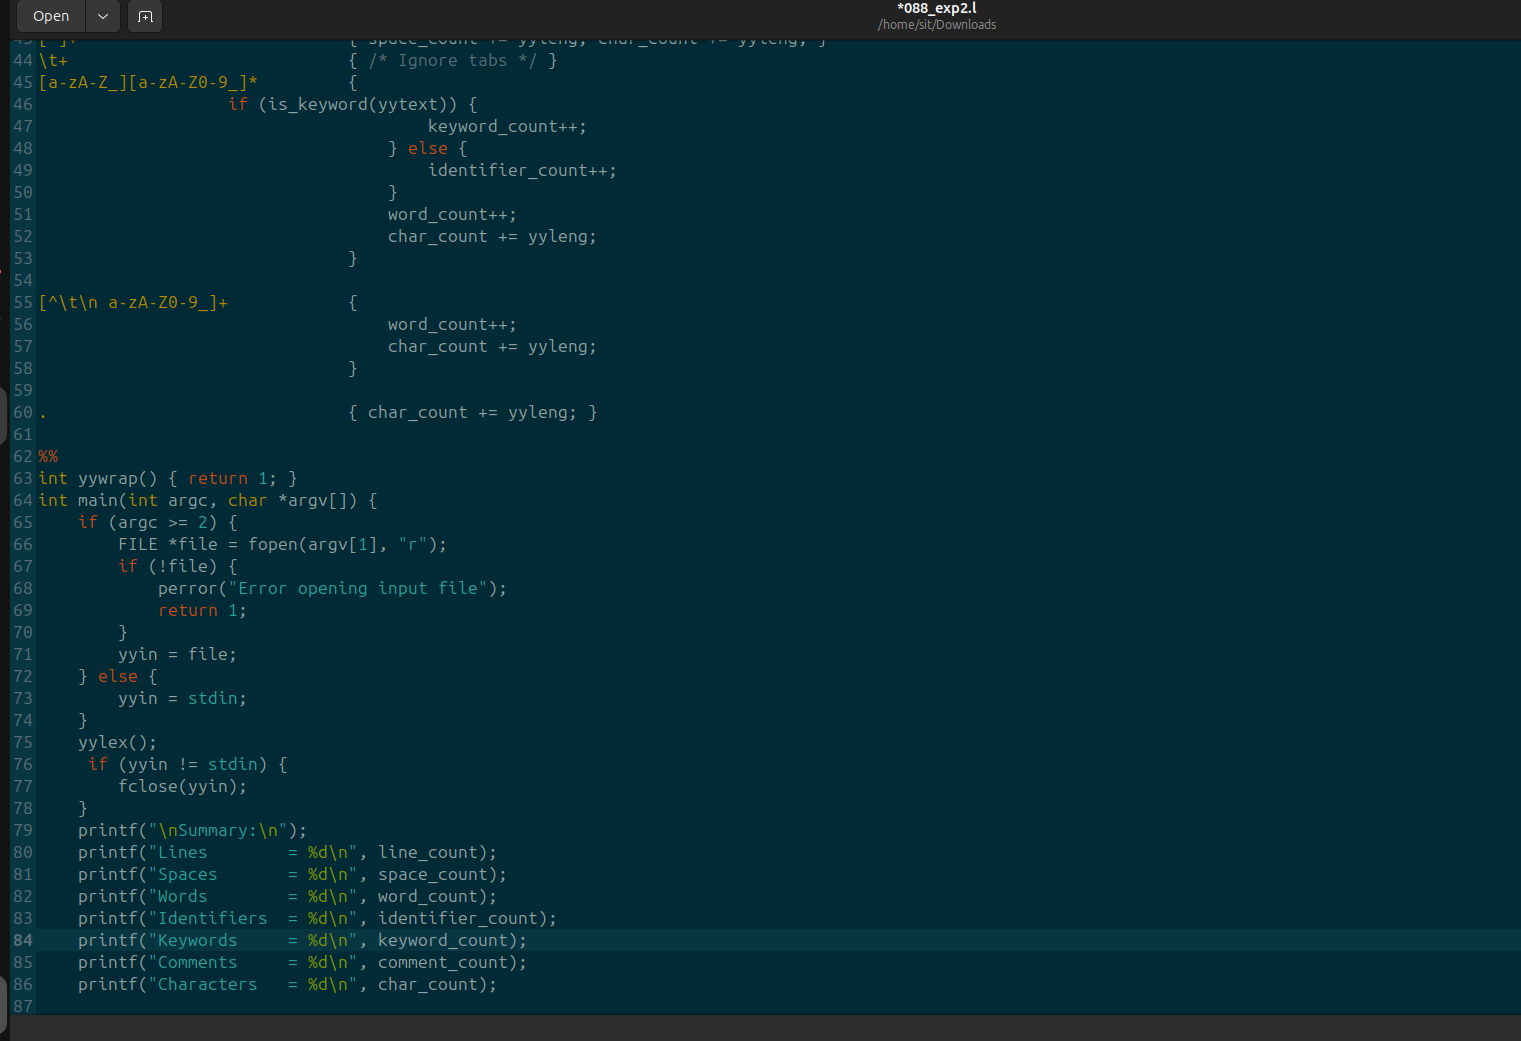 Open
*088_exp2.l
/home/sit/Downloads
43 [ ]+ { space_count += yyleng; char_count += yyleng; }
44 \t+ { /* Ignore tabs */ }
45 [a-zA-Z_][a-zA-Z0-9_]* {
46 if (is_keyword(yytext)) {
47 keyword_count++;
48 } else {
49 identifier_count++;
50 }
51 word_count++;
52 char_count += yyleng;
53 }
54
55 [^\t\n a-zA-Z0-9_]+ {
56 word_count++;
57 char_count += yyleng;
58 }
59
60 . { char_count += yyleng; }
61
62 %%
63 int yywrap() { return 1; }
64 int main(int argc, char *argv[]) {
65 if (argc >= 2) {
66 FILE *file = fopen(argv[1], "r");
67 if (!file) {
68 perror("Error opening input file");
69 return 1;
70 }
71 yyin = file;
72 } else {
73 yyin = stdin;
74 }
75 yylex();
76 if (yyin != stdin) {
77 fclose(yyin);
78 }
79 printf("\nSummary:\n");
80 printf("Lines        = %d\n", line_count);
81 printf("Spaces       = %d\n", space_count);
82 printf("Words        = %d\n", word_count);
83 printf("Identifiers  = %d\n", identifier_count);
84 printf("Keywords     = %d\n", keyword_count);
85 printf("Comments     = %d\n", comment_count);
86 printf("Characters   = %d\n", char_count);
87